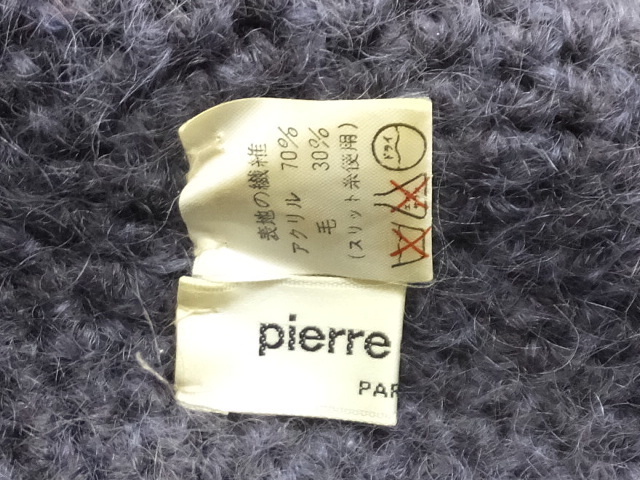 表地の繊維
アクリル 70%
毛 30%
(スリット糸使用)
ドライ
pierre
PAR